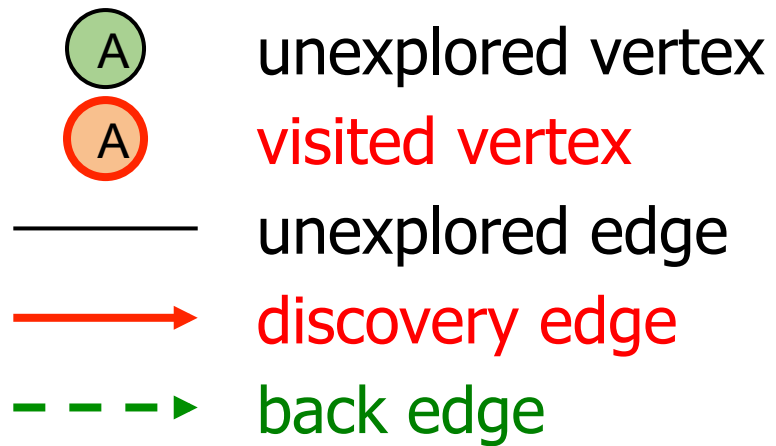 A unexplored vertex
A visited vertex
unexplored edge
discovery edge
back edge